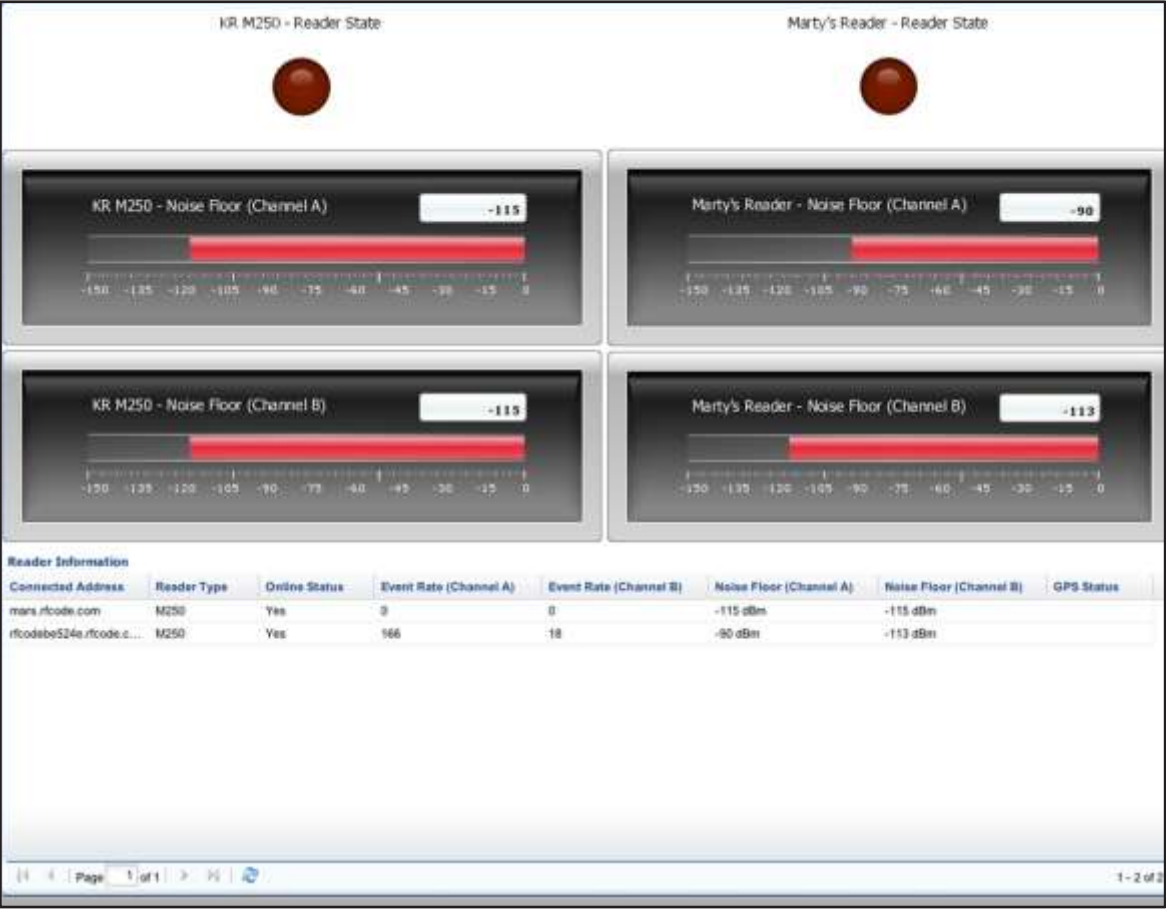 KR M250 - Reader State
Marty's Reader - Reader State
KR M250 - Noise Floor (Channel A)
-115
-150 -135 -120 -105 -90 -75 -60 -45 -30 -15 0
Marty's Reader - Noise Floor (Channel A)
-90
-150 -135 -120 -105 -90 -75 -60 -45 -30 -15 0
KR M250 - Noise Floor (Channel B)
-115
-150 -135 -120 -105 -90 -75 -60 -45 -30 -15 0
Marty's Reader - Noise Floor (Channel B)
-113
-150 -135 -120 -105 -90 -75 -60 -45 -30 -15 0
Reader Information
Connected Address Reader Type Online Status Event Rate (Channel A) Event Rate (Channel B) Noise Floor (Channel A) Noise Floor (Channel B) GPS Status
mars.rfcode.com M250 Yes 0 -115 dBm -115 dBm
rfcodebe524e.rfcode.c... M250 Yes 166 18 -90 dBm -113 dBm
Page 1 of 1
1 - 2 of 2